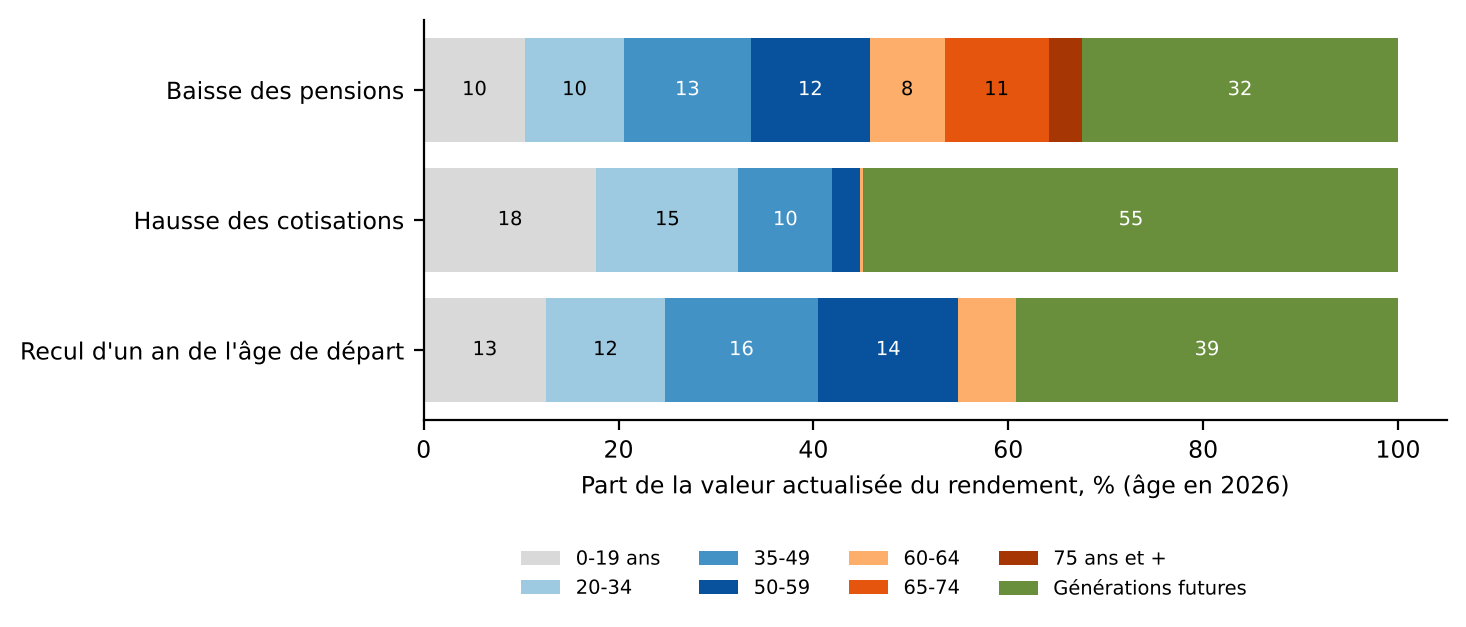 Baisse des pensions
10 10 13 12 8 11 32
Hausse des cotisations
18 15 10 55
Recul d'un an de l'âge de départ
13 12 16 14 39
0 20 40 60 80 100
Part de la valeur actualisée du rendement, % (âge en 2026)
0-19 ans 35-49 60-64 75 ans et +
20-34 50-59 65-74 Générations futures